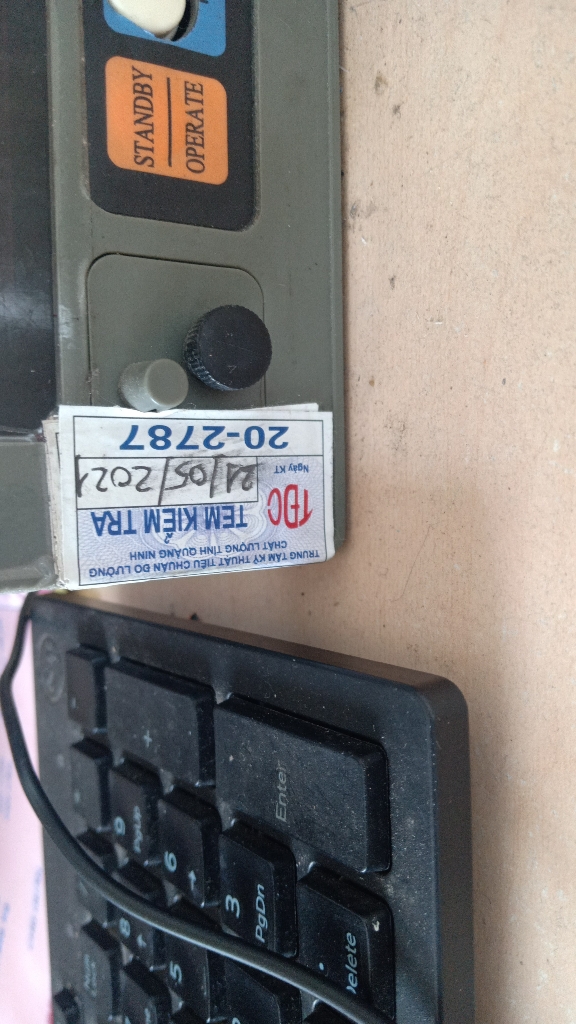 STANDBY
OPERATE
TRUNG TÂM KỸ THUẬT TIÊU CHUẨN ĐO LƯỜNG
CHẤT LƯỢNG TỈNH QUẢNG NINH
TĐC
TEM KIỂM TRA
Ngày KT
21/05/2021
20-2787
-
+
Enter
9
PgUp
6
→
3
PgDn
.
Delete
8
↑
5